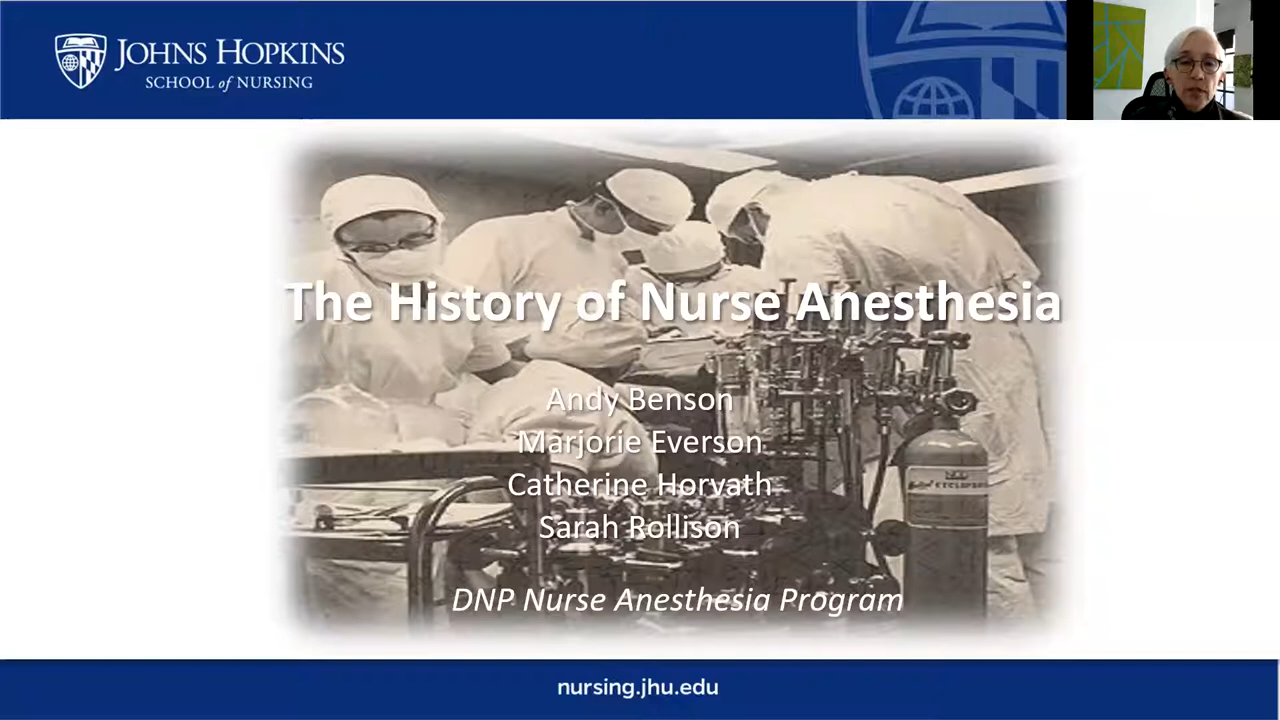 JOHNS HOPKINS
SCHOOL of NURSING
The History of Nurse Anesthesia
Andy Benson
Marjorie Everson
Catherine Horvath
Sarah Rollison
DNP Nurse Anesthesia Program
nursing.jhu.edu